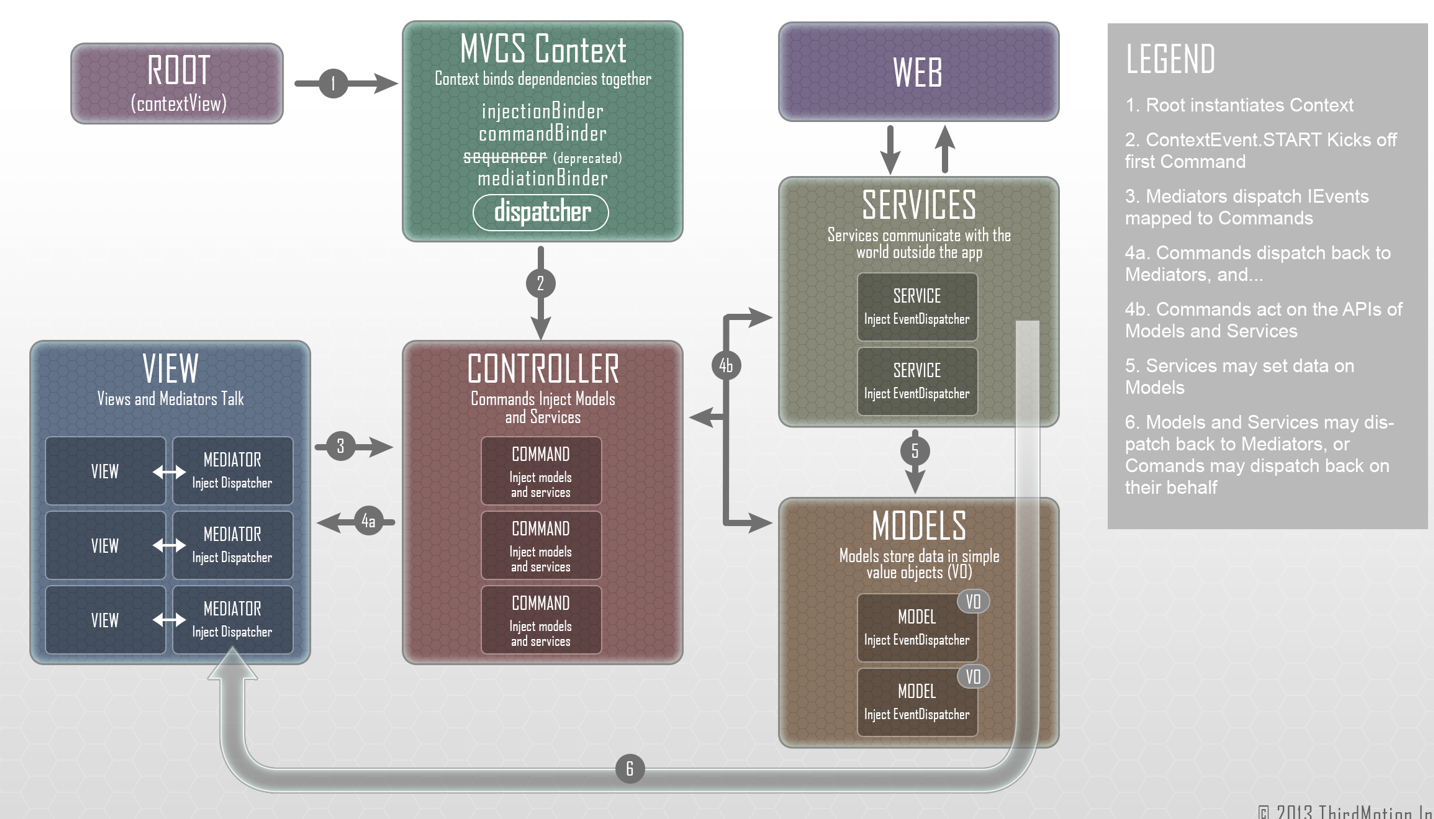 ROOT
(contextView)
1
MVCS Context
Context binds dependencies together
injectionBinder
commandBinder
sequencer (deprecated)
mediationBinder
dispatcher
2
WEB
SERVICES
Services communicate with the
world outside the app
SERVICE
Inject EventDispatcher
SERVICE
Inject EventDispatcher
VIEW
Views and Mediators Talk
VIEW
MEDIATOR
Inject Dispatcher
VIEW
MEDIATOR
Inject Dispatcher
VIEW
MEDIATOR
Inject Dispatcher
3
4a
CONTROLLER
Commands Inject Models
and Services
COMMAND
Inject models
and services
COMMAND
Inject models
and services
COMMAND
Inject models
and services
4b
5
MODELS
Models store data in simple
value objects (VO)
VO
MODEL
Inject EventDispatcher
VO
MODEL
Inject EventDispatcher
6
LEGEND
1. Root instantiates Context
2. ContextEvent.START Kicks off
first Command
3. Mediators dispatch IEvents
mapped to Commands
4a. Commands dispatch back to
Mediators, and...
4b. Commands act on the APIs of
Models and Services
5. Services may set data on
Models
6. Models and Services may dis-
patch back to Mediators, or
Comands may dispatch back on
their behalf
© 2013 ThirdMotion In